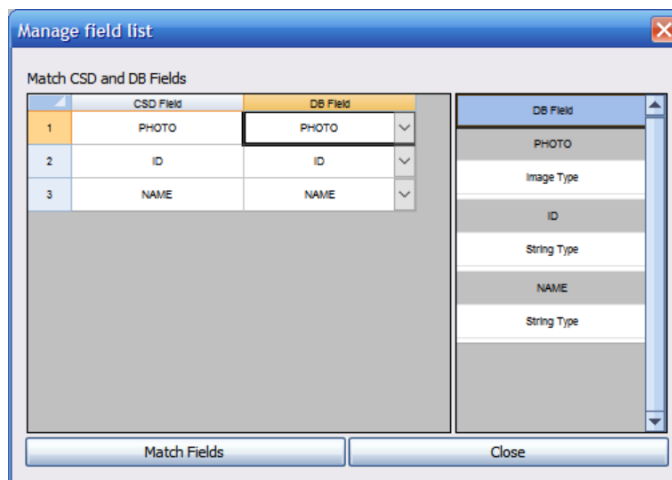 Manage field list
Match CSD and DB Fields
CSD Field DB Field
1 PHOTO PHOTO
2 ID ID
3 NAME NAME
DB Field
PHOTO
Image Type
ID
String Type
NAME
String Type
Match Fields Close